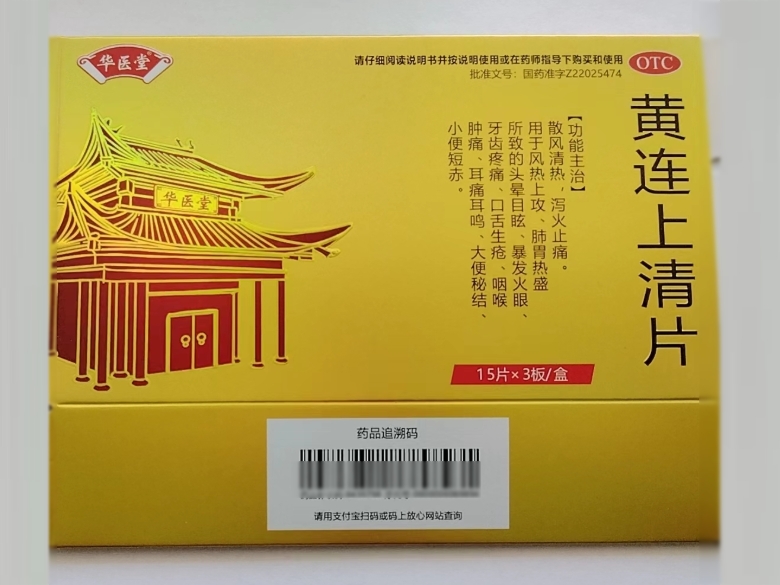 华医堂
请仔细阅读说明书并按说明使用或在药师指导下购买和使用
批准文号：国药准字Z22025474
OTC
黄连上清片
【功能主治】
散风清热，泻火止痛。
用于风热上攻、肺胃热盛
所致的头晕目眩、暴发火眼、
牙齿疼痛、口舌生疮、咽喉
肿痛、耳痛耳鸣、大便秘结、
小便短赤。
华医堂
15片×3板/盒
药品追溯码
请用支付宝扫码或码上放心网站查询